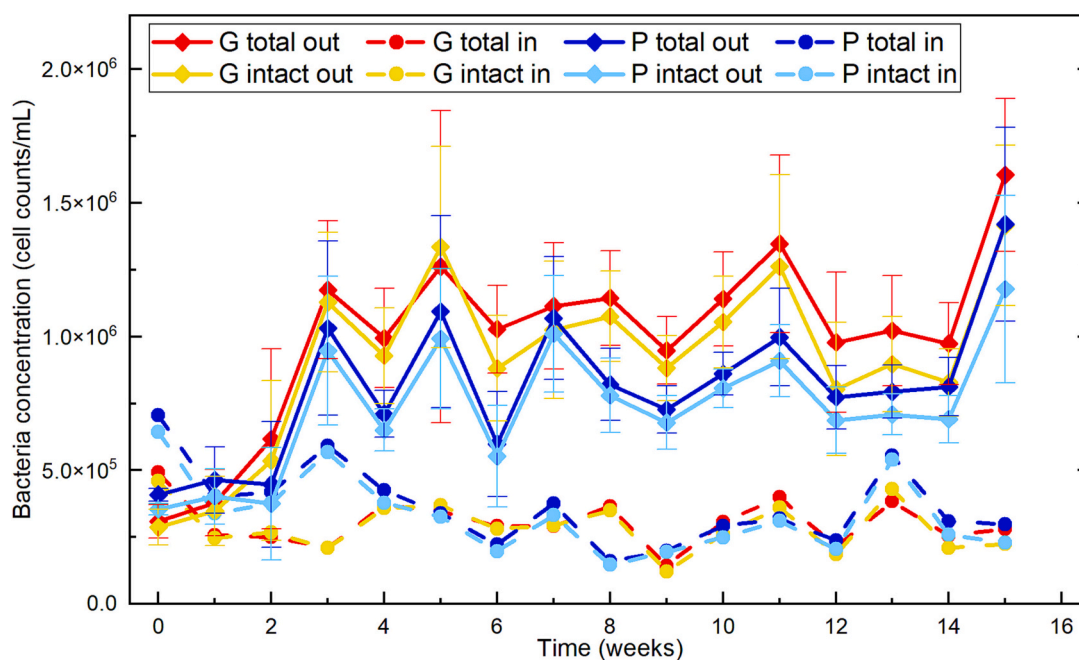 G total out G total in P total out P total in
G intact out G intact in P intact out P intact in
2.0×10⁶
1.5×10⁶
1.0×10⁶
5.0×10⁵
0.0
Bacteria concentration (cell counts/mL)
0 2 4 6 8 10 12 14 16
Time (weeks)